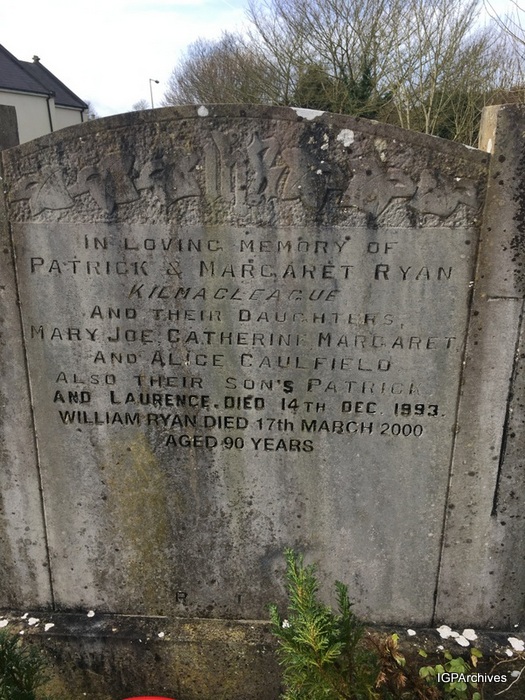 IN LOVING MEMORY OF
PATRICK & MARGARET RYAN
KILMACLEAGUE
AND THEIR DAUGHTERS,
MARY JOE CATHERINE MARGARET
AND ALICE CAULFIELD
ALSO THEIR SON'S PATRICK
AND LAURENCE. DIED 14TH DEC. 1993.
WILLIAM RYAN DIED 17TH MARCH 2000
AGED 90 YEARS
R. I.
IGPArchives